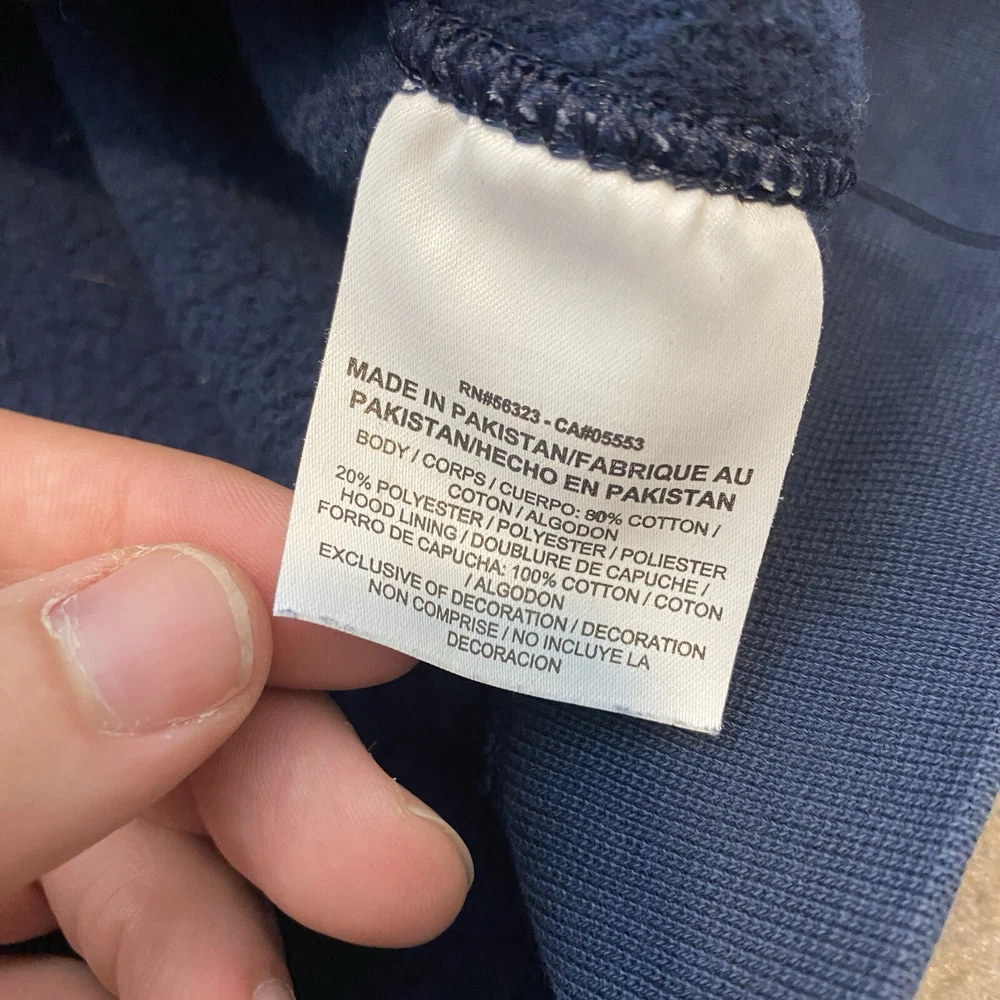 RN#56323 - CA#05553
MADE IN PAKISTAN/FABRIQUE AU
PAKISTAN/HECHO EN PAKISTAN
BODY / CORPS / CUERPO: 80% COTTON /
COTON / ALGODON
20% POLYESTER / POLYESTER / POLIESTER
HOOD LINING / DOUBLURE DE CAPUCHE /
FORRO DE CAPUCHA: 100% COTTON / COTON
/ ALGODON
EXCLUSIVE OF DECORATION / DECORATION
NON COMPRISE / NO INCLUYE LA
DECORACION